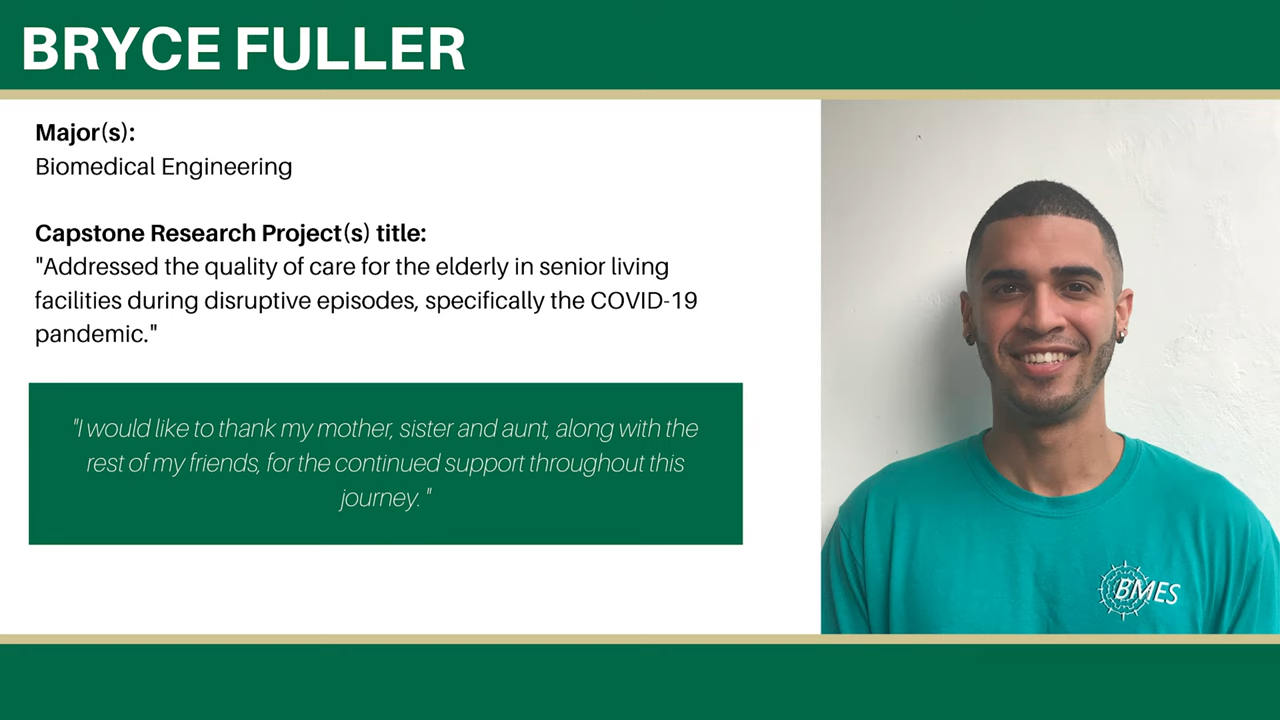 BRYCE FULLER
Major(s):
Biomedical Engineering
Capstone Research Project(s) title:
"Addressed the quality of care for the elderly in senior living
facilities during disruptive episodes, specifically the COVID-19
pandemic."
"I would like to thank my mother, sister and aunt, along with the
rest of my friends, for the continued support throughout this
journey. "
BMES